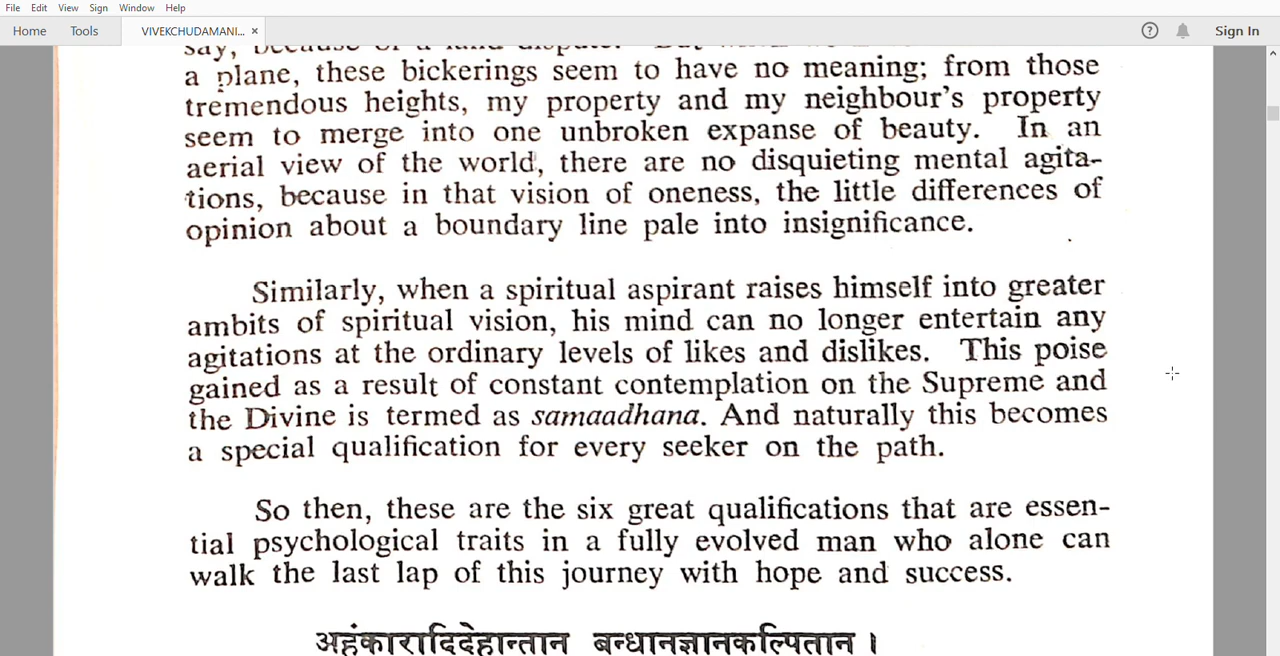 File Edit View Sign Window Help
Home Tools VIVEKCHUDAMANI... × ? Sign In
say, because of a
a plane, these bickerings seem to have no meaning; from those
tremendous heights, my property and my neighbour's property
seem to merge into one unbroken expanse of beauty. In an
aerial view of the world, there are no disquieting mental agita-
tions, because in that vision of oneness, the little differences of
opinion about a boundary line pale into insignificance.
Similarly, when a spiritual aspirant raises himself into greater
ambits of spiritual vision, his mind can no longer entertain any
agitations at the ordinary levels of likes and dislikes. This poise
gained as a result of constant contemplation on the Supreme and
the Divine is termed as samaadhana. And naturally this becomes
a special qualification for every seeker on the path.
So then, these are the six great qualifications that are essen-
tial psychological traits in a fully evolved man who alone can
walk the last lap of this journey with hope and success.
अहंकारादिदेहान्तान बन्धानज्ञानकल्पितान ।